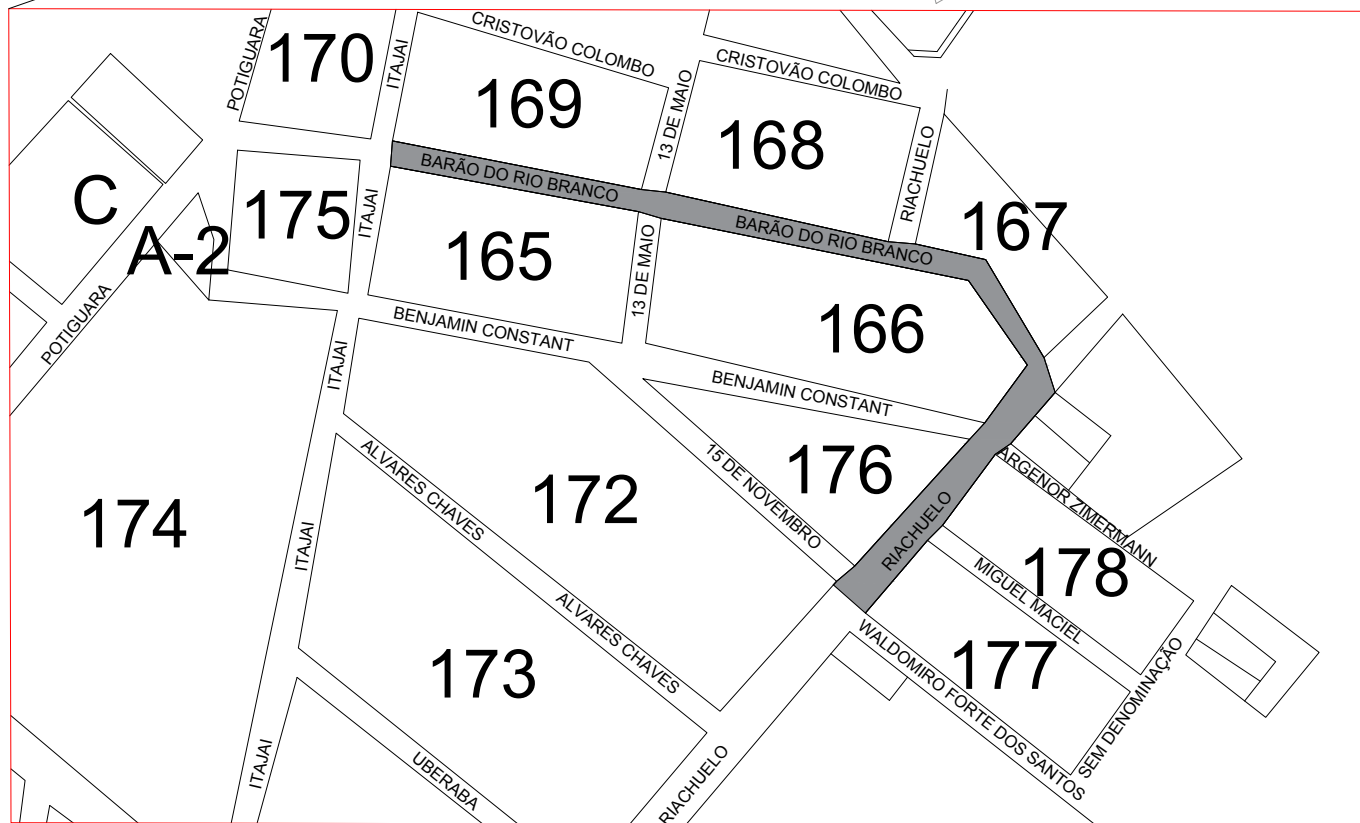 CRISTOVÃO COLOMBO
POTIGUARA
170
ITAJAI
169
13 DE MAIO
CRISTOVÃO COLOMBO
168
RIACHUELO
BARÃO DO RIO BRANCO
C
175
ITAJAI
A-2
165
13 DE MAIO
BARÃO DO RIO BRANCO
167
POTIGUARA
BENJAMIN CONSTANT
166
ITAJAI
BENJAMIN CONSTANT
ALVARES CHAVES
172
15 DE NOVEMBRO
176
ARGENOR ZIMERMANN
174
ITAJAI
RIACHUELO
178
MIGUEL MACIEL
ALVARES CHAVES
173
WALDOMIRO FORTE DOS SANTOS
177
SEM DENOMINAÇÃO
ITAJAI
UBERABA
RIACHUELO